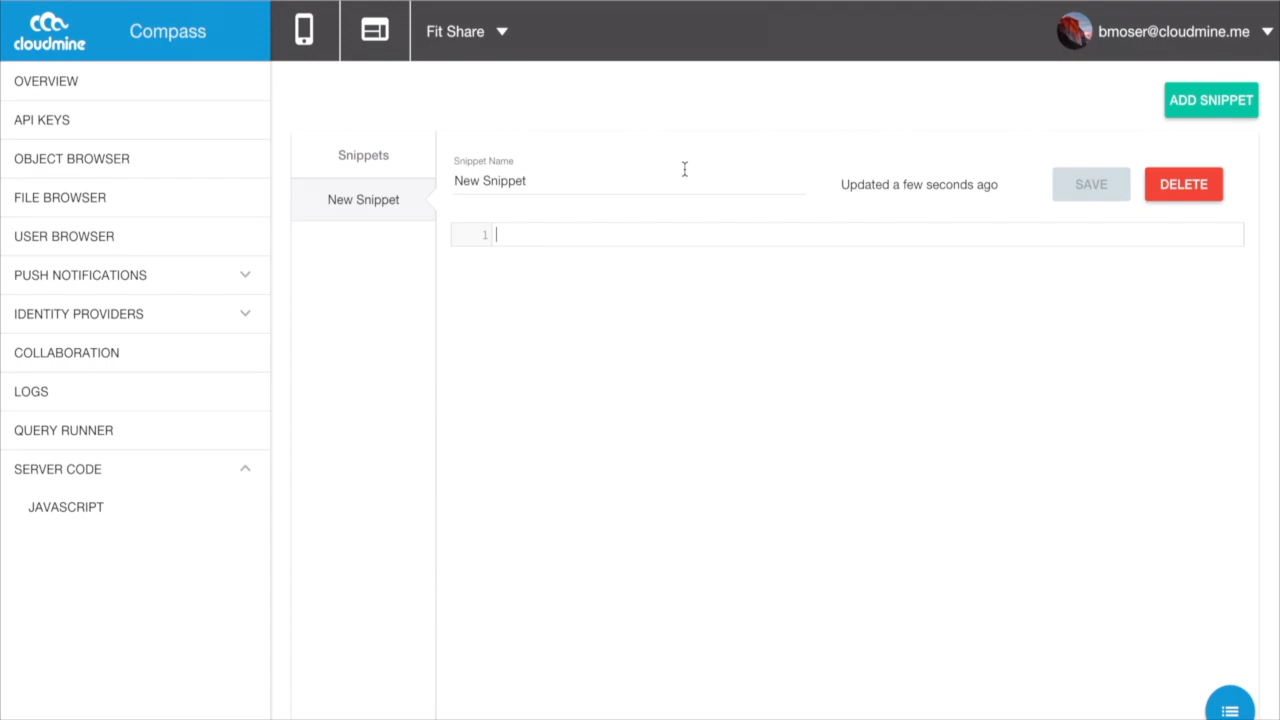 cloudmine
Compass
Fit Share
bmoser@cloudmine.me
OVERVIEW
API KEYS
OBJECT BROWSER
FILE BROWSER
USER BROWSER
PUSH NOTIFICATIONS
IDENTITY PROVIDERS
COLLABORATION
LOGS
QUERY RUNNER
SERVER CODE
JAVASCRIPT
ADD SNIPPET
Snippets
New Snippet
Snippet Name
New Snippet
Updated a few seconds ago
SAVE
DELETE
1